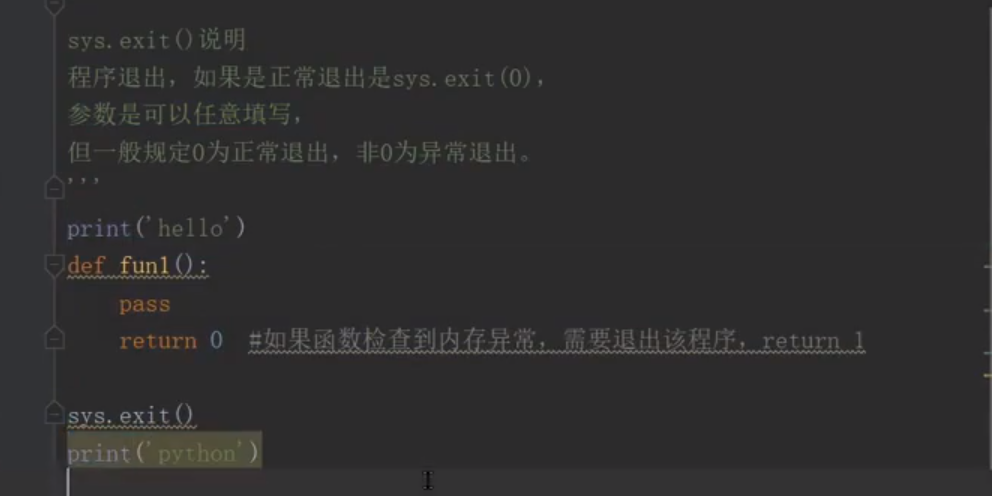 sys.exit()说明
程序退出，如果是正常退出是sys.exit(0)，
参数是可以任意填写，
但一般规定0为正常退出，非0为异常退出。
'''
print('hello')
def fun1():
    pass
    return 0  #如果函数检查到内存异常，需要退出该程序，return 1
sys.exit()
print('python')